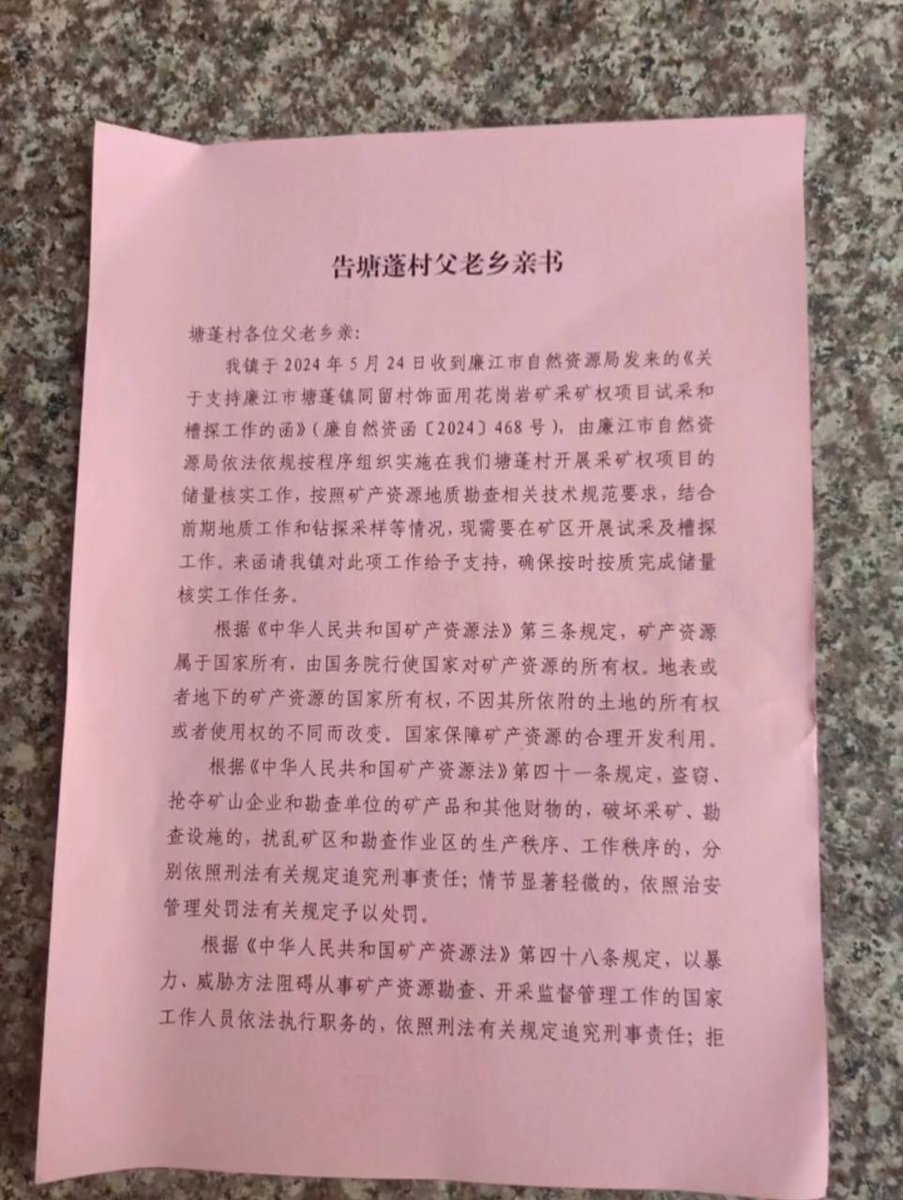 告塘蓬村父老乡亲书
塘蓬村各位父老乡亲：
我镇于 2024 年 5 月 24 日收到廉江市自然资源局发来的《关
于支持廉江市塘蓬镇同留村饰面用花岗岩矿采矿权项目试采和
槽探工作的函》（廉自然资函〔2024〕468 号），由廉江市自然资
源局依法依规按程序组织实施在我们塘蓬村开展采矿权项目的
储量核实工作，按照矿产资源地质勘查相关技术规范要求，结合
前期地质工作和钻探采样等情况，现需要在矿区开展试采及槽探
工作。来函请我镇对此项工作给予支持，确保按时按质完成储量
核实工作任务。
根据《中华人民共和国矿产资源法》第三条规定，矿产资源
属于国家所有，由国务院行使国家对矿产资源的所有权。地表或
者地下的矿产资源的国家所有权，不因其所依附的土地的所有权
或者使用权的不同而改变。国家保障矿产资源的合理开发利用。
根据《中华人民共和国矿产资源法》第四十一条规定，盗窃、
抢夺矿山企业和勘查单位的矿产品和其他财物的，破坏采矿、勘
查设施的，扰乱矿区和勘查作业区的生产秩序、工作秩序的，分
别依照刑法有关规定追究刑事责任；情节显著轻微的，依照治安
管理处罚法有关规定予以处罚。
根据《中华人民共和国矿产资源法》第四十八条规定，以暴
力、威胁方法阻碍从事矿产资源勘查、开采监督管理工作的国家
工作人员依法执行职务的，依照刑法有关规定追究刑事责任；拒